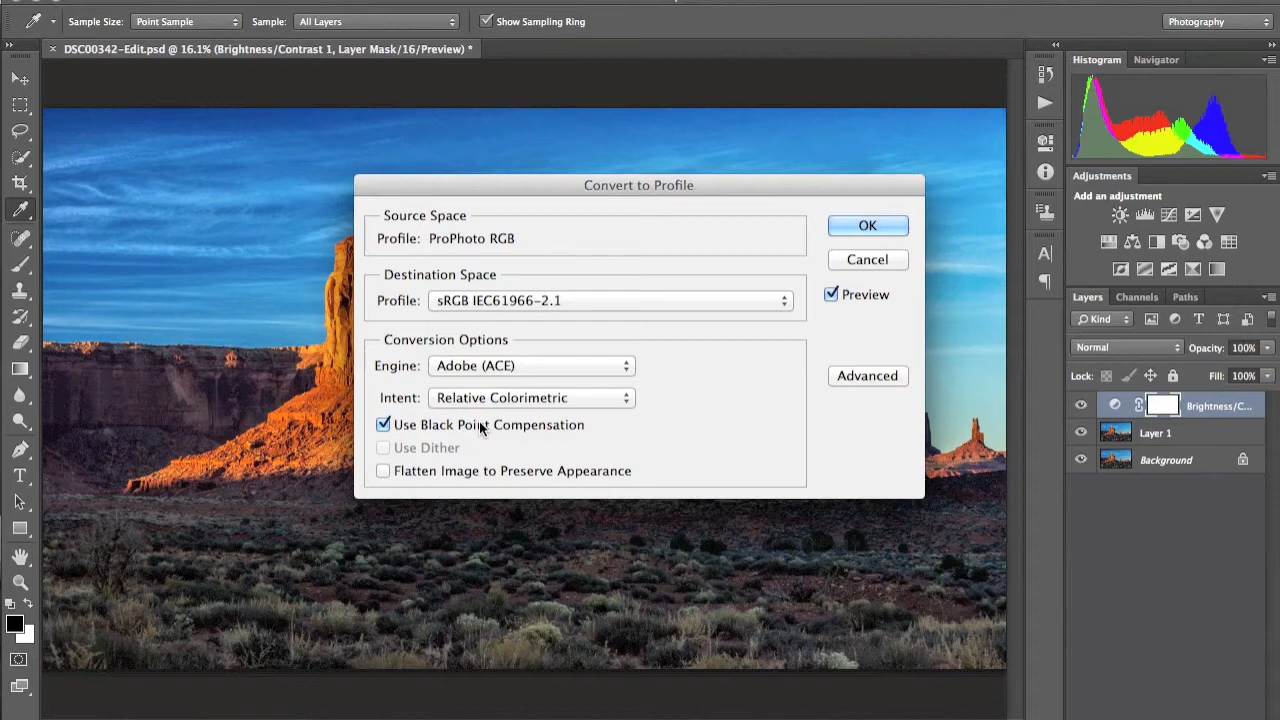 Sample Size: Point Sample Sample: All Layers Show Sampling Ring Photography
DSC00342-Edit.psd @ 16.1% (Brightness/Contrast 1, Layer Mask/16/Preview) *
Histogram Navigator
Convert to Profile
Source Space
Profile: ProPhoto RGB
Destination Space
Profile: sRGB IEC61966-2.1
Conversion Options
Engine: Adobe (ACE)
Intent: Relative Colorimetric
Use Black Point Compensation
Use Dither
Flatten Image to Preserve Appearance
OK
Cancel
Preview
Advanced
Adjustments
Add an adjustment
Layers Channels Paths
Kind
Normal Opacity: 100%
Lock: Fill: 100%
Brightness/C...
Layer 1
Background